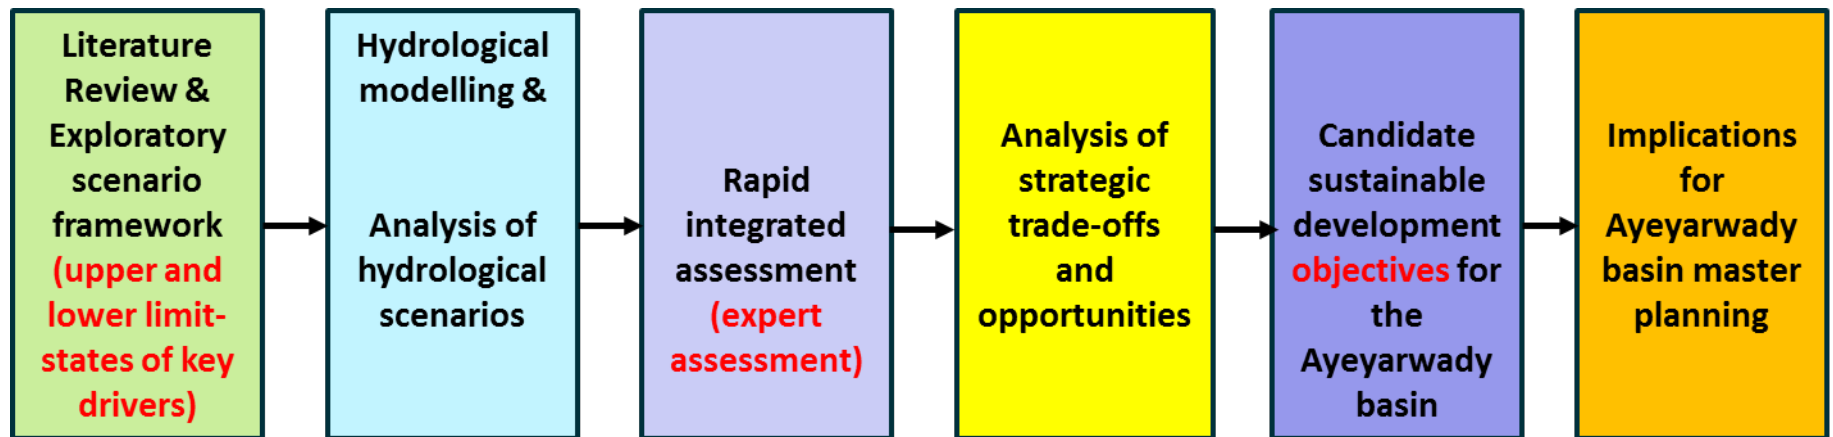 Literature
Review &
Exploratory
scenario
framework
(upper and
lower limit-
states of key
drivers)
Hydrological
modelling &
Analysis of
hydrological
scenarios
Rapid
integrated
assessment
(expert
assessment)
Analysis of
strategic
trade-offs
and
opportunities
Candidate
sustainable
development
objectives for
the
Ayeyarwady
basin
Implications
for
Ayeyarwady
basin master
planning